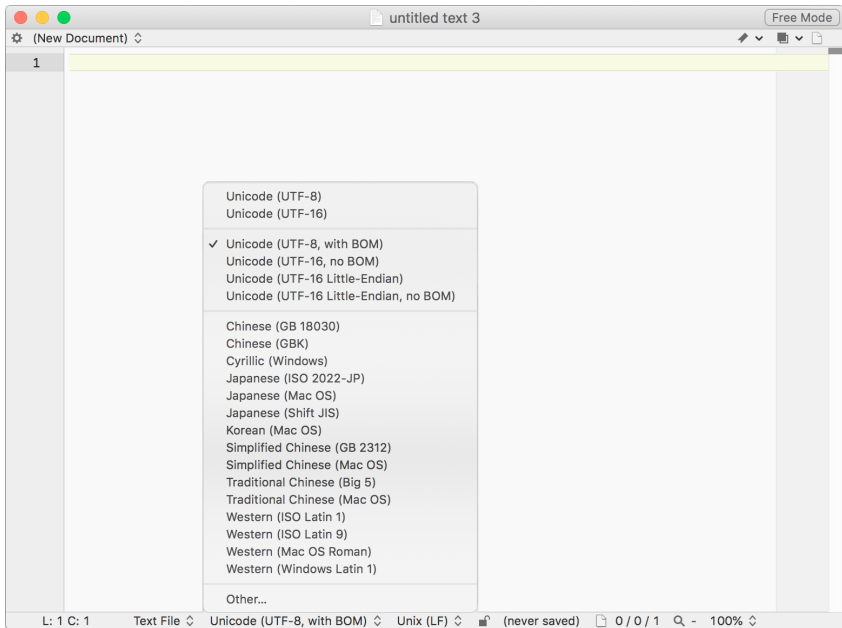 untitled text 3
Free Mode
(New Document)
1
Unicode (UTF-8)
Unicode (UTF-16)
Unicode (UTF-8, with BOM)
Unicode (UTF-16, no BOM)
Unicode (UTF-16 Little-Endian)
Unicode (UTF-16 Little-Endian, no BOM)
Chinese (GB 18030)
Chinese (GBK)
Cyrillic (Windows)
Japanese (ISO 2022-JP)
Japanese (Mac OS)
Japanese (Shift JIS)
Korean (Mac OS)
Simplified Chinese (GB 2312)
Simplified Chinese (Mac OS)
Traditional Chinese (Big 5)
Traditional Chinese (Mac OS)
Western (ISO Latin 1)
Western (ISO Latin 9)
Western (Mac OS Roman)
Western (Windows Latin 1)
Other...
L: 1 C: 1 Text File Unicode (UTF-8, with BOM) Unix (LF) (never saved) 0 / 0 / 1 - 100%